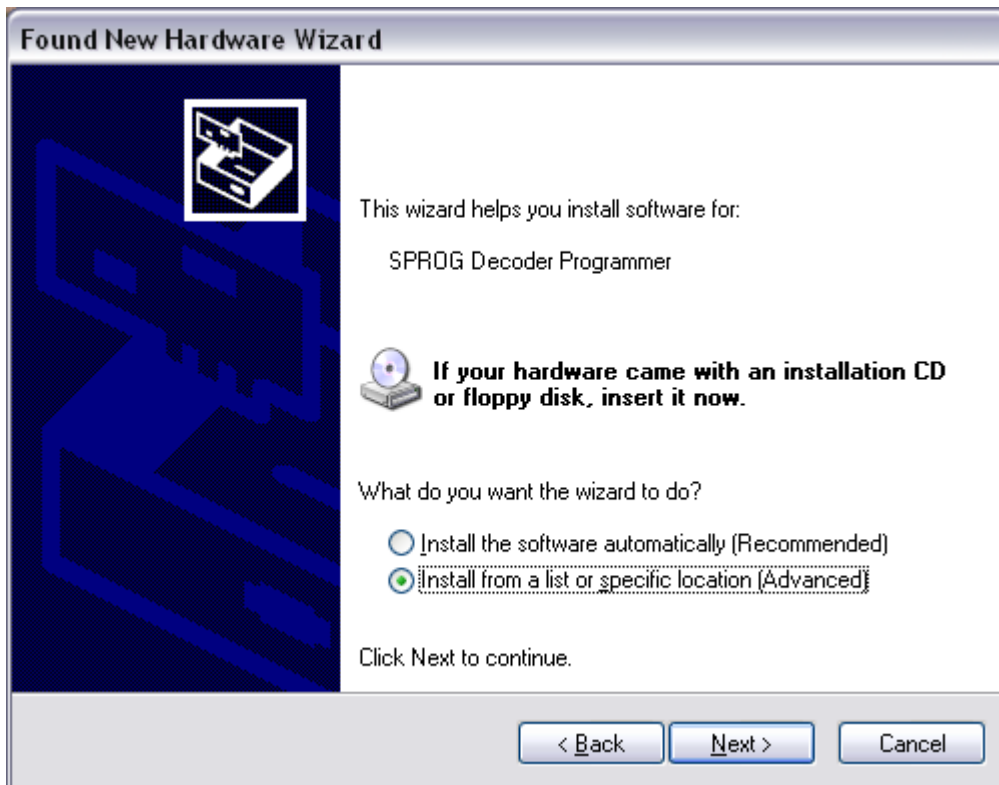 Found New Hardware Wizard
This wizard helps you install software for:
SPROG Decoder Programmer
If your hardware came with an installation CD
or floppy disk, insert it now.
What do you want the wizard to do?
Install the software automatically (Recommended)
Install from a list or specific location (Advanced)
Click Next to continue.
< Back
Next >
Cancel